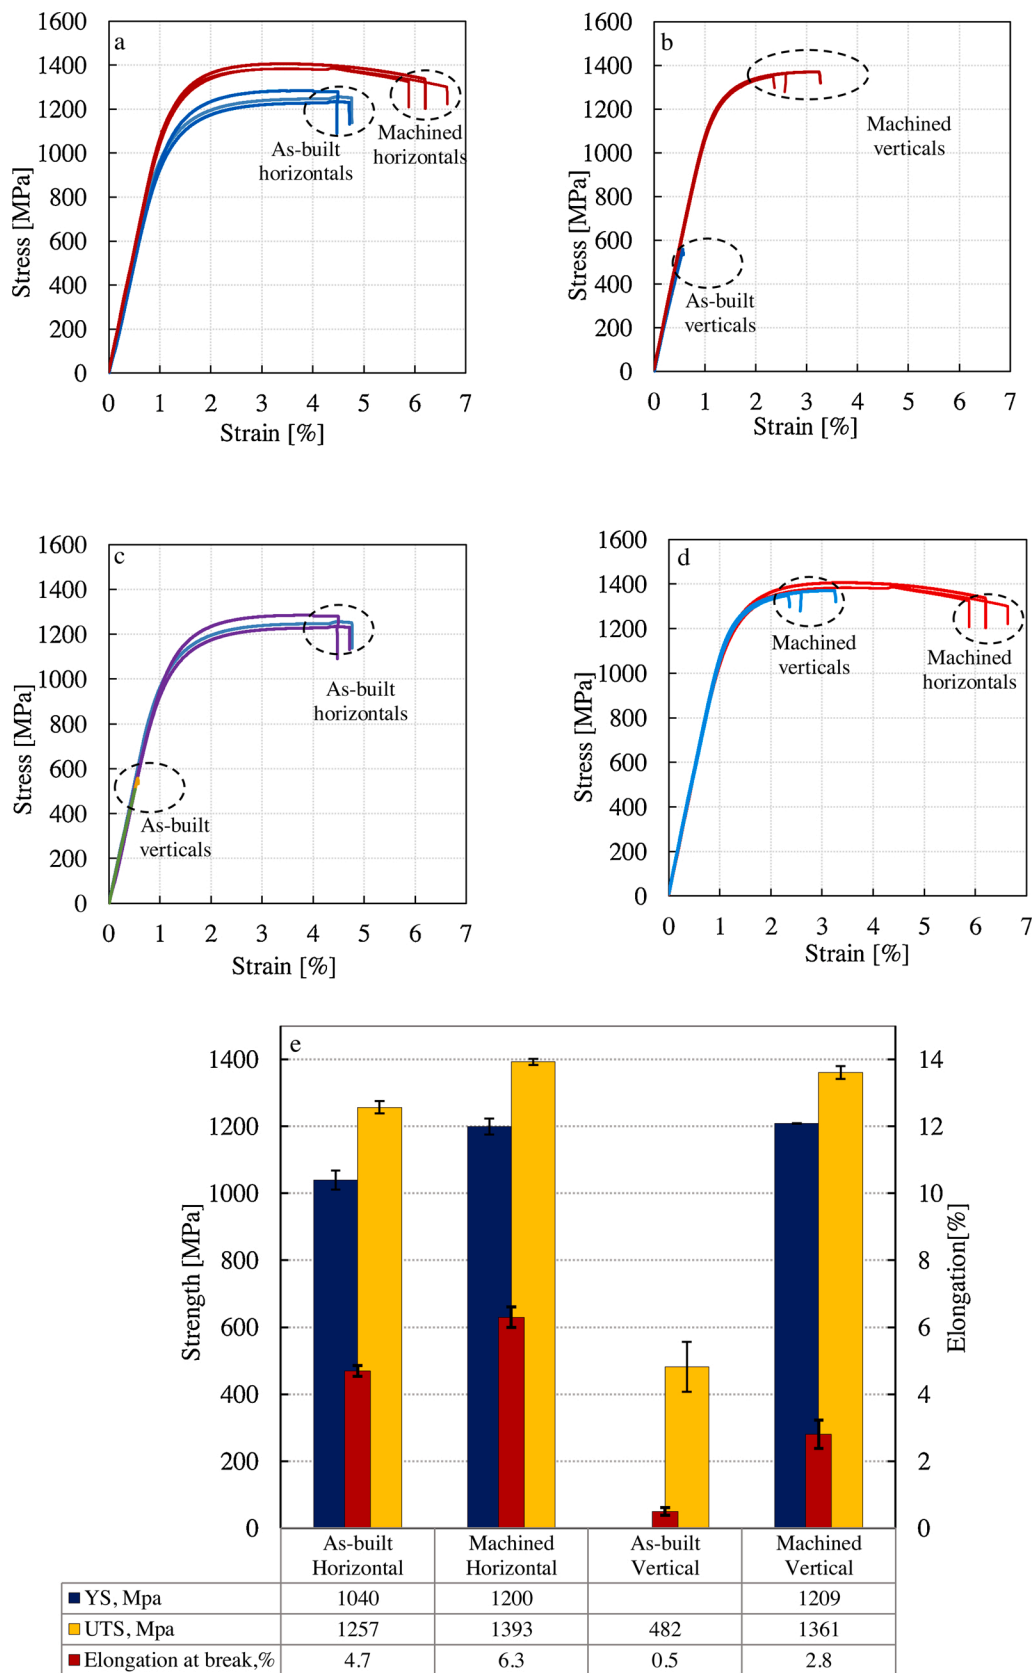 a
1600
1400
1200
1000
800
600
400
200
0
Stress [MPa]
As-built
horizontals
Machined
horizontals
0 1 2 3 4 5 6 7
Strain [%]
b
1600
1400
1200
1000
800
600
400
200
0
Stress [MPa]
Machined
verticals
As-built
verticals
0 1 2 3 4 5 6 7
Strain [%]
c
1600
1400
1200
1000
800
600
400
200
0
Stress [MPa]
As-built
horizontals
As-built
verticals
0 1 2 3 4 5 6 7
Strain [%]
d
1600
1400
1200
1000
800
600
400
200
0
Stress [MPa]
Machined
verticals
Machined
horizontals
0 1 2 3 4 5 6 7
Strain [%]
e
1400
1200
1000
800
600
400
200
0
Strength [MPa]
14
12
10
8
6
4
2
0
Elongation[%]
As-built
Horizontal
Machined
Horizontal
As-built
Vertical
Machined
Vertical
YS, Mpa 1040 1200 1209
UTS, Mpa 1257 1393 482 1361
Elongation at break,% 4.7 6.3 0.5 2.8